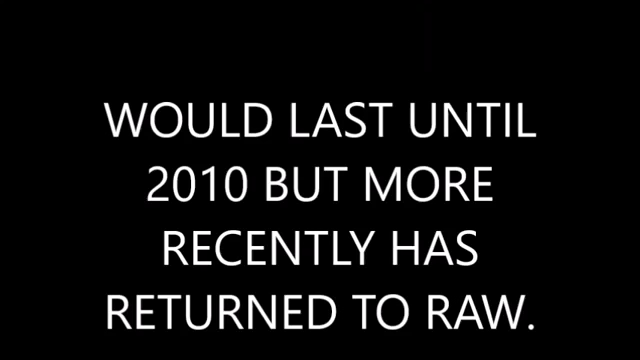 WOULD LAST UNTIL
2010 BUT MORE
RECENTLY HAS
RETURNED TO RAW.